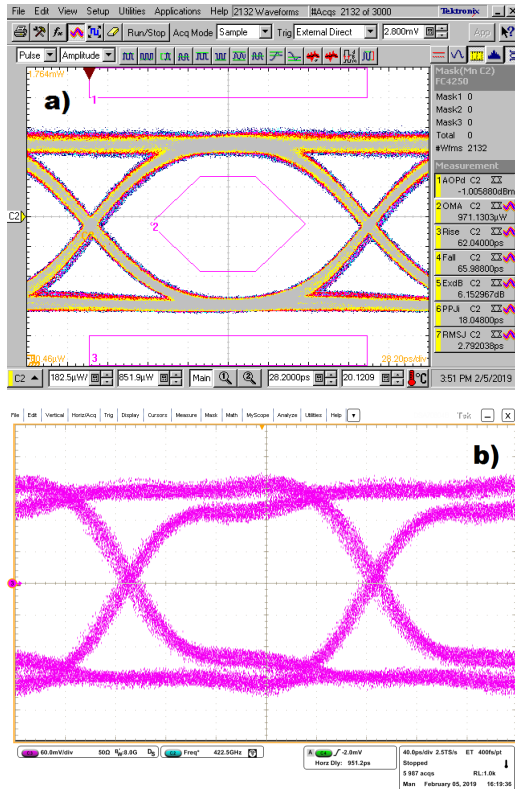 File Edit View Setup Utilities Applications Help 2132 Waveforms #Acqs 2132 of 3000 Tektronix
Run/Stop Acq Mode Sample Trig External Direct 2.800mV App
Pulse Amplitude
1.764mW
Mask(Mn C2)
FC4250
a)
1
Mask1 0
Mask2 0
Mask3 0
Total 0
#Wfms 2132
Measurement
1 AOPd C2
-1.005880dBm
C2
2
2 OMA C2
971.1303µW
3 Rise C2
62.04000ps
4 Fall C2
65.98800ps
5 ExdB C2
6.152967dB
6 PPJi C2
18.04800ps
3
7 RMSJ C2
2.792038ps
28.20ps/div
C2 182.5µW/ 851.9µW Main 28.2000ps 20.1209 °C 3:51 PM 2/5/2019
File Edit Vertical Horiz/Acq Trig Display Cursors Measure Mask Math MyScope Analyze Utilities Help Tek
b)
60.0mV/div 50Ω BW:8.0G Freq* 422.5GHz
A -2.0mV
Horz Dly: 951.2ps
40.0ps/div 2.5TS/s ET 400fs/pt
Stopped
5 987 acqs RL:1.0k
Man February 05, 2019 16:19:36